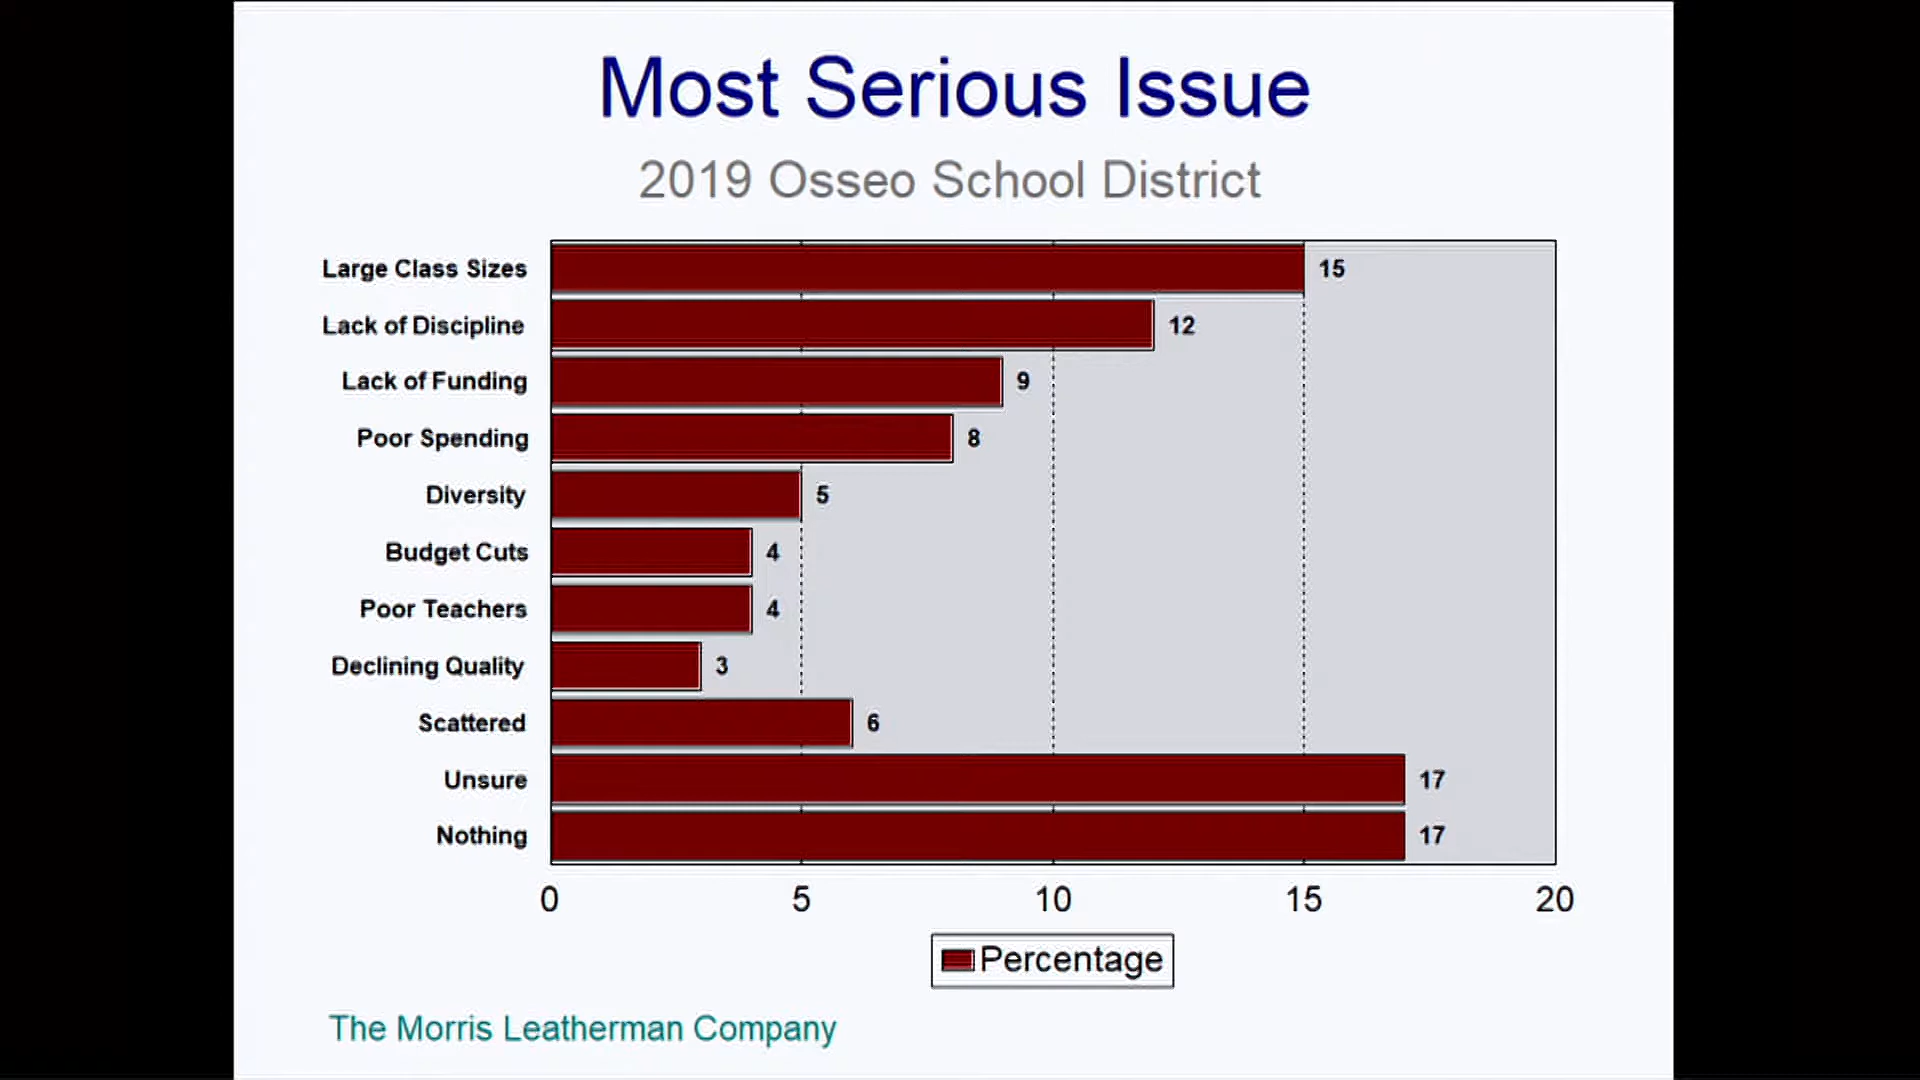 Most Serious Issue
2019 Osseo School District
Large Class Sizes 15
Lack of Discipline 12
Lack of Funding 9
Poor Spending 8
Diversity 5
Budget Cuts 4
Poor Teachers 4
Declining Quality 3
Scattered 6
Unsure 17
Nothing 17
0 5 10 15 20
Percentage
The Morris Leatherman Company